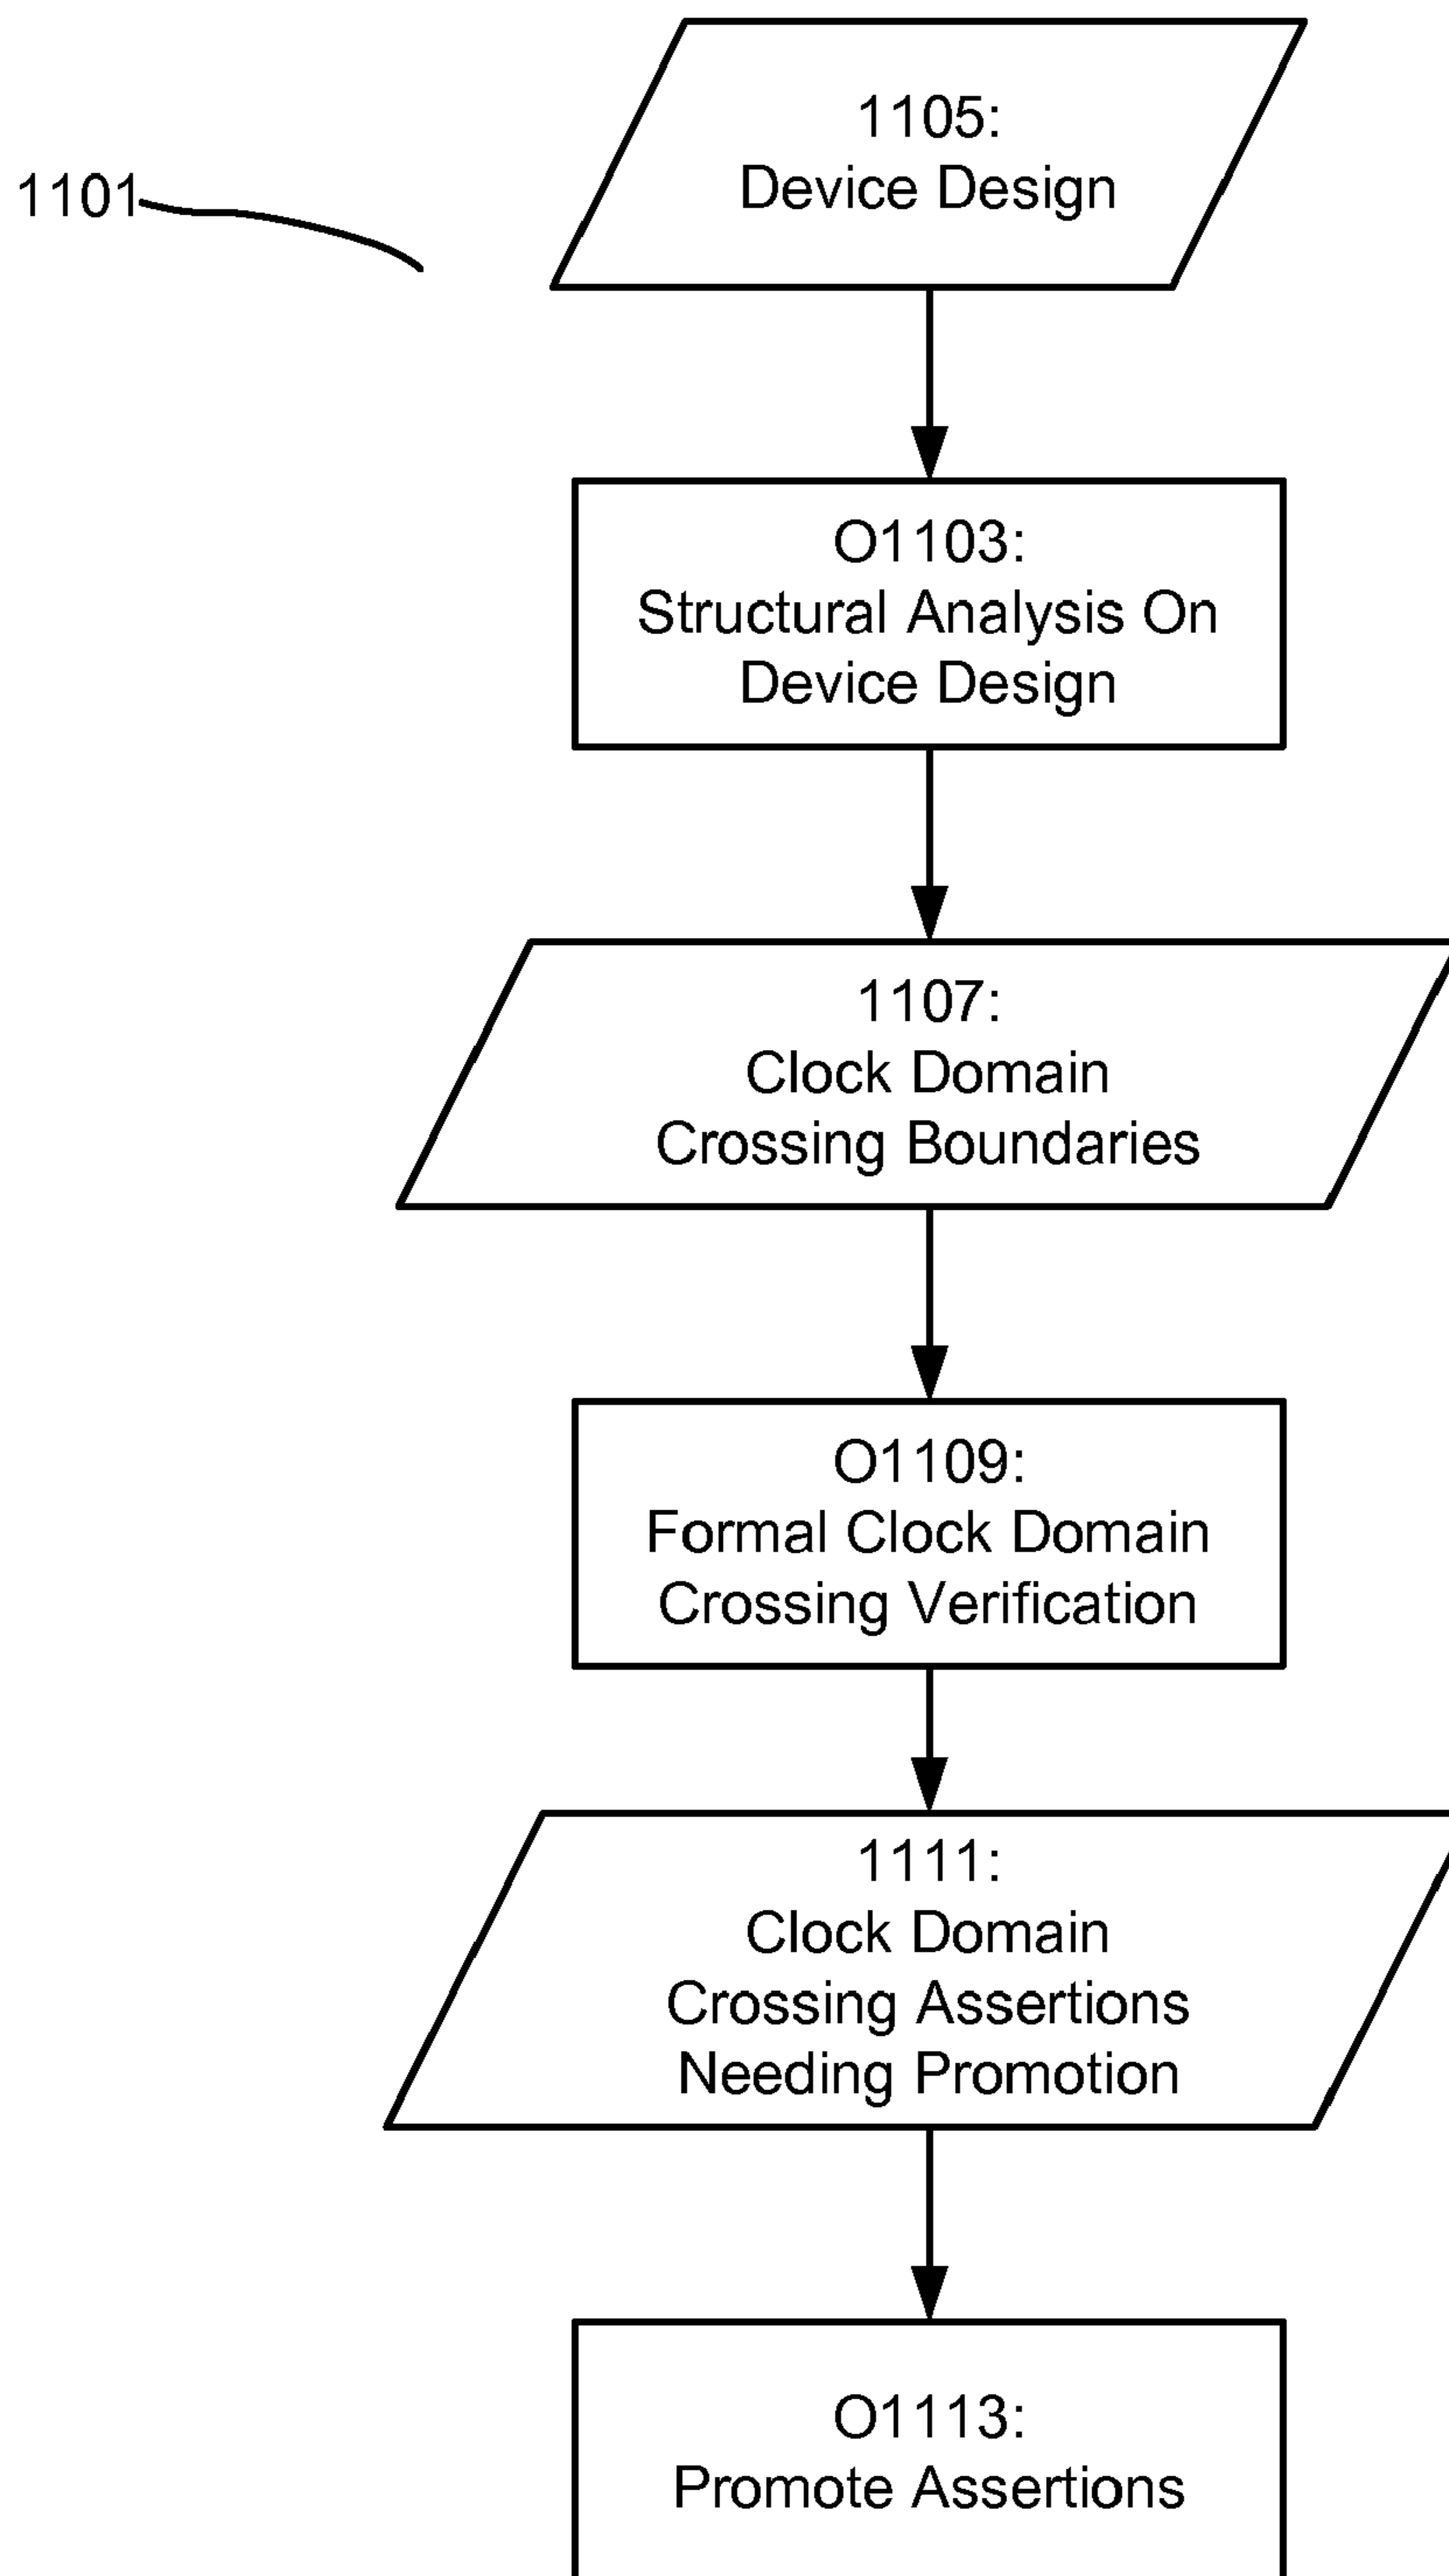 1105:
Device Design
1101
O1103:
Structural Analysis On
Device Design
1107:
Clock Domain
Crossing Boundaries
O1109:
Formal Clock Domain
Crossing Verification
1111:
Clock Domain
Crossing Assertions
Needing Promotion
O1113:
Promote Assertions